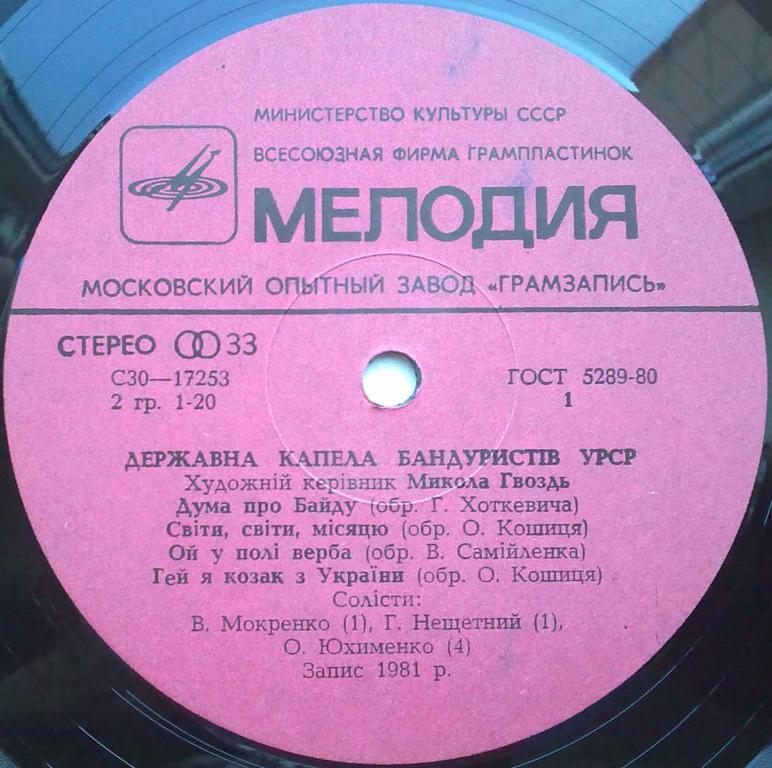 МИНИСТЕРСТВО КУЛЬТУРЫ СССР
ВСЕСОЮЗНАЯ ФИРМА ГРАМПЛАСТИНОК
МЕЛОДИЯ
МОСКОВСКИЙ ОПЫТНЫЙ ЗАВОД «ГРАМЗАПИСЬ»
СТЕРЕО 33
С30—17253
ГОСТ 5289-80
2 гр. 1-20
1
ДЕРЖАВНА КАПЕЛА БАНДУРИСТІВ УРСР
Художній керівник Микола Гвоздь
Дума про Байду (обр. Г. Хоткевича)
Світи, світи, місяцю (обр. О. Кошиця)
Ой у полі верба (обр. В. Самійленка)
Гей я козак з України (обр. О. Кошиця)
Солісти:
В. Мокренко (1), Г. Нещетний (1),
О. Юхименко (4)
Запис 1981 р.